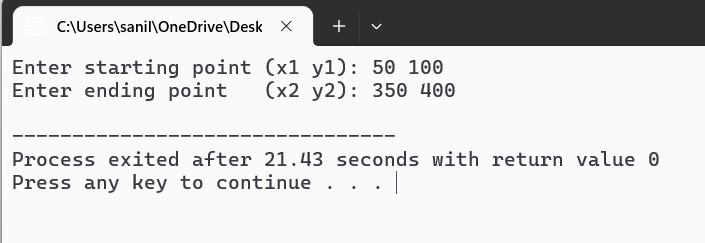 C:\Users\sanil\OneDrive\Desk
Enter starting point (x1 y1): 50 100
Enter ending point   (x2 y2): 350 400
--------------------------------
Process exited after 21.43 seconds with return value 0
Press any key to continue . . .